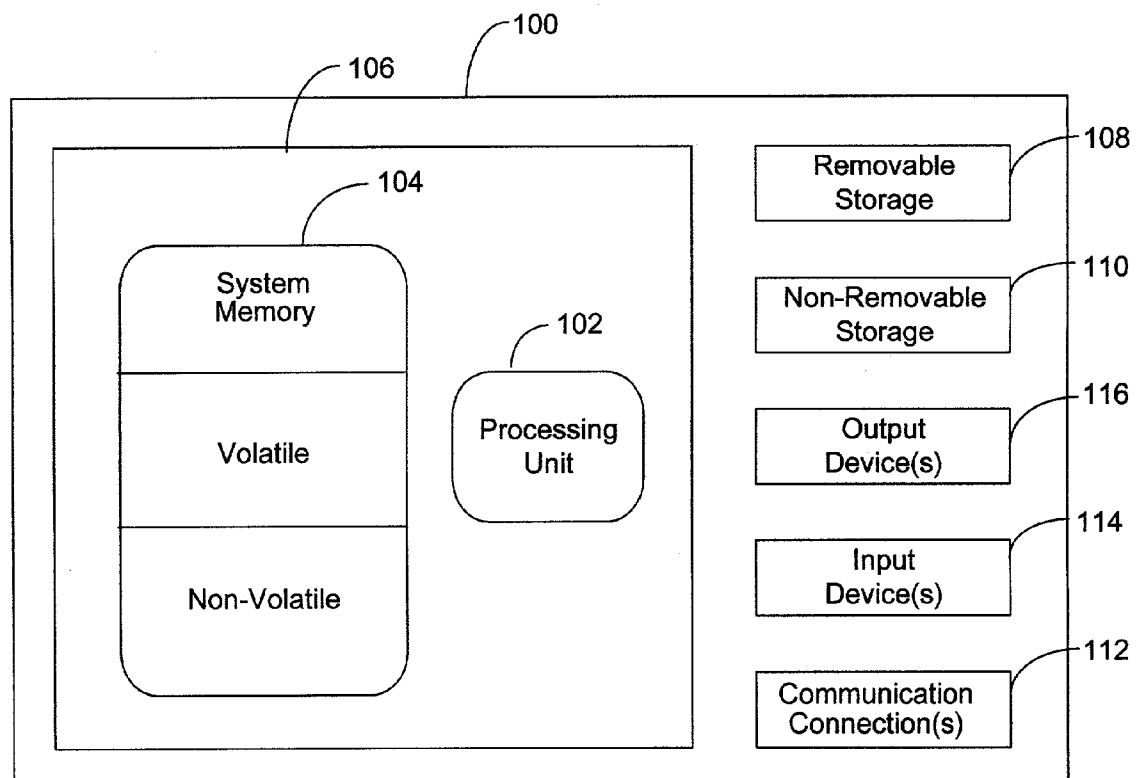 100
106
104
System
Memory
Volatile
Non-Volatile
102
Processing
Unit
108
Removable
Storage
110
Non-Removable
Storage
116
Output
Device(s)
114
Input
Device(s)
112
Communication
Connection(s)